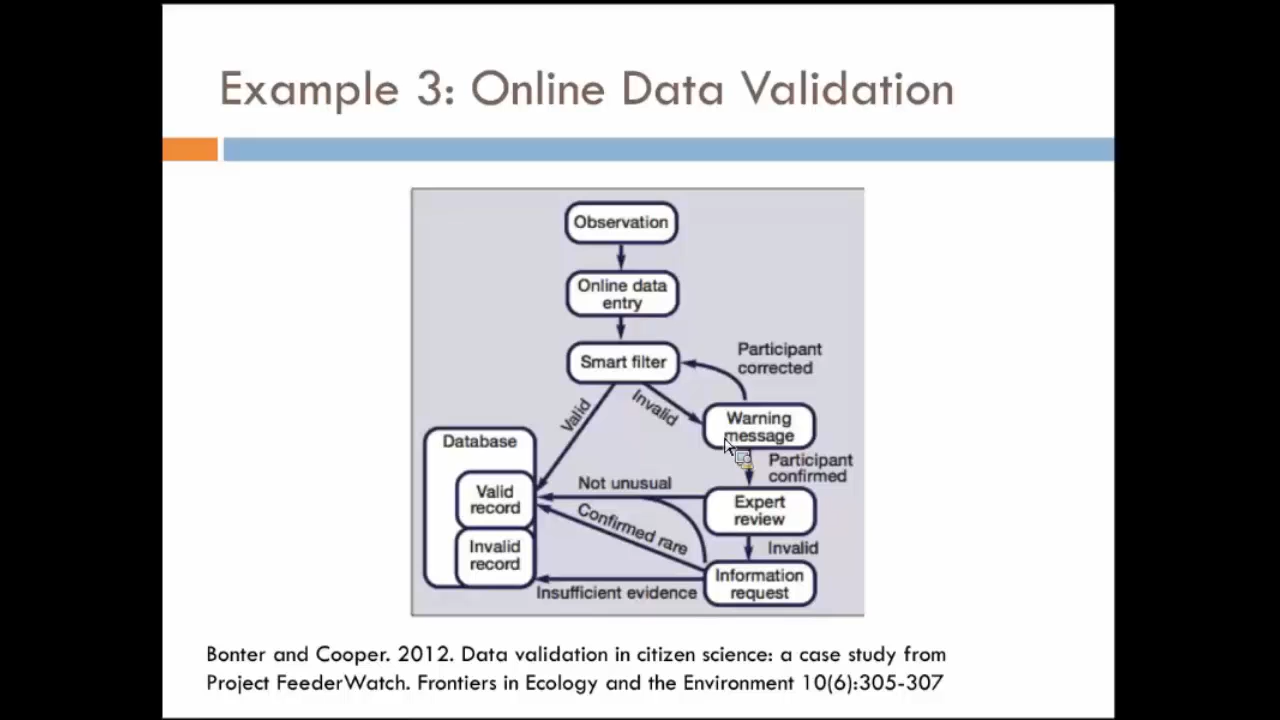 Example 3: Online Data Validation
Observation
Online data
entry
Smart filter
Participant
corrected
Valid
Invalid
Warning
message
Database
Participant
confirmed
Not unusual
Valid
record
Expert
review
Confirmed rare
Invalid
Invalid
record
Information
request
Insufficient evidence
Bonter and Cooper. 2012. Data validation in citizen science: a case study from
Project FeederWatch. Frontiers in Ecology and the Environment 10(6):305-307